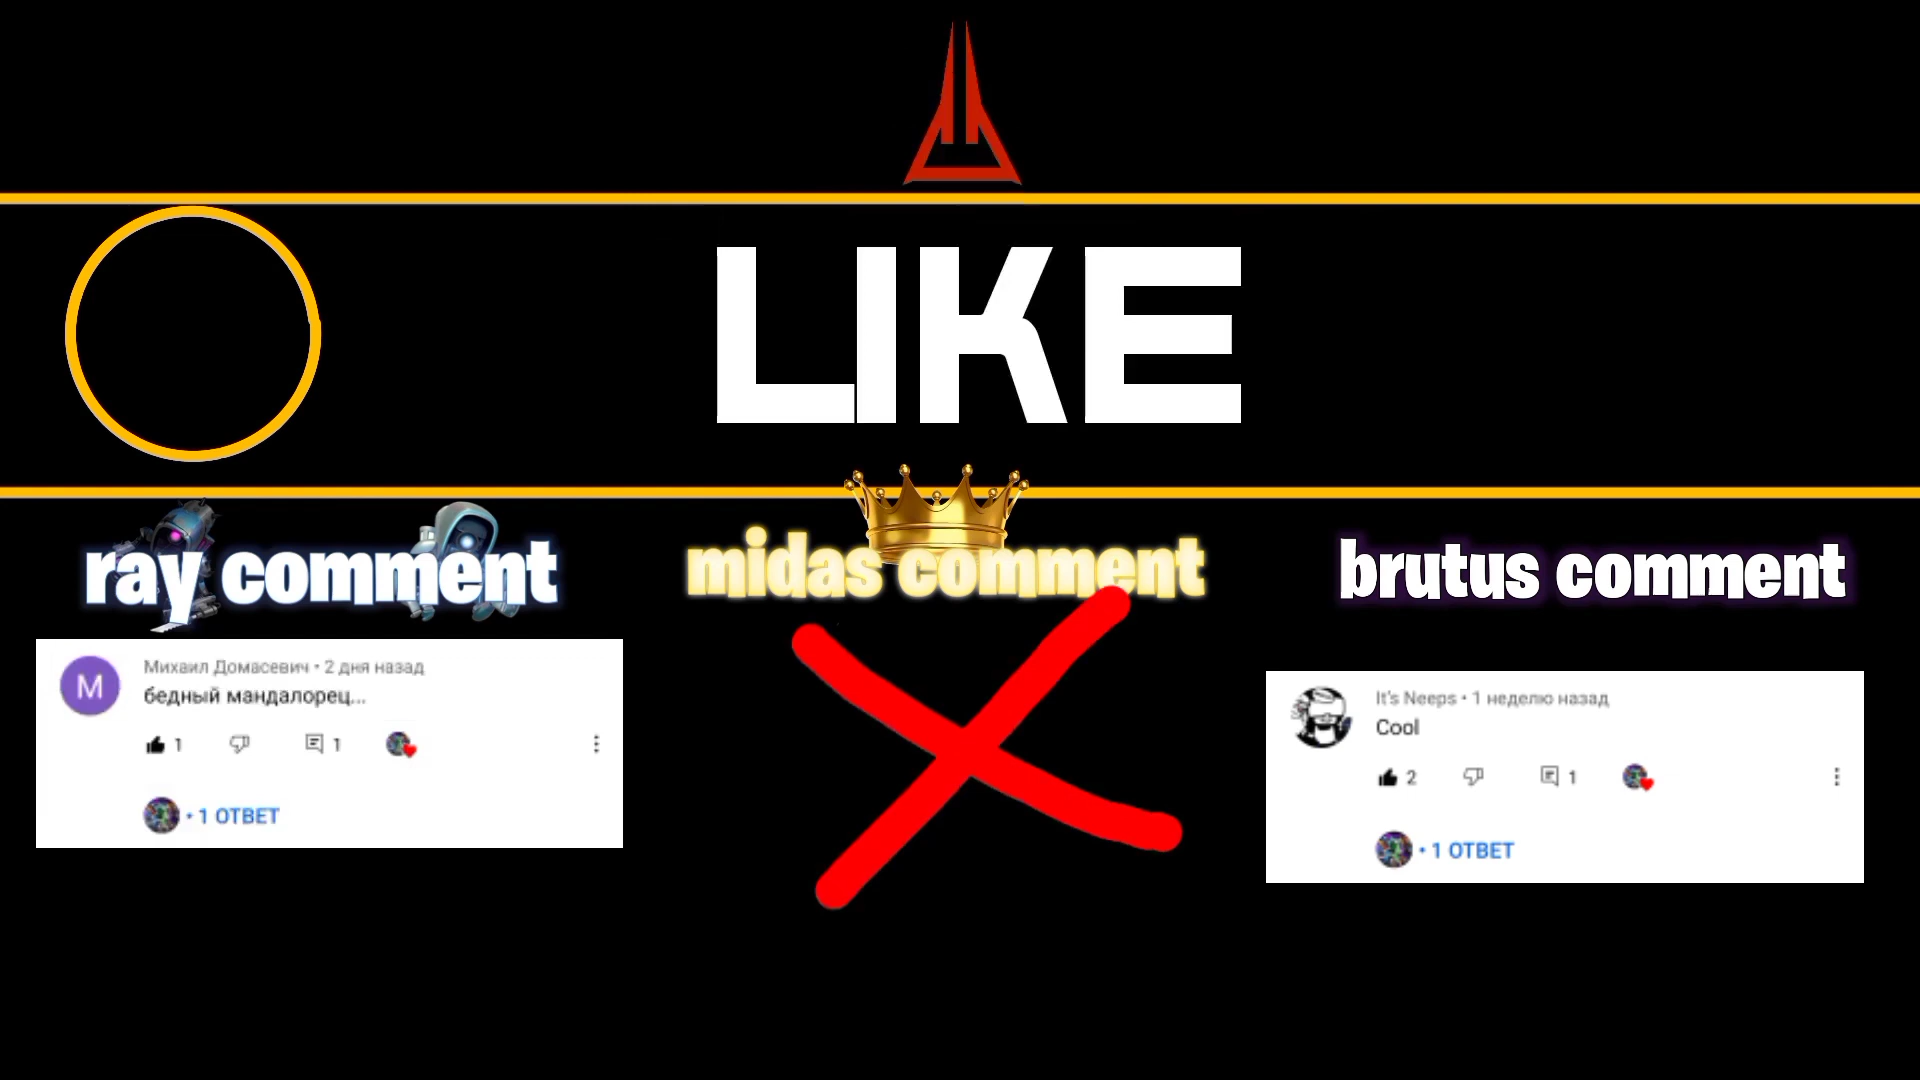 LIKE
ray comment
midas comment
brutus comment
Михаил Домасевич • 2 дня назад
бедный мандалорец...
1
1
• 1 ОТВЕТ
It's Neeps • 1 неделю назад
Cool
2
1
• 1 ОТВЕТ
M